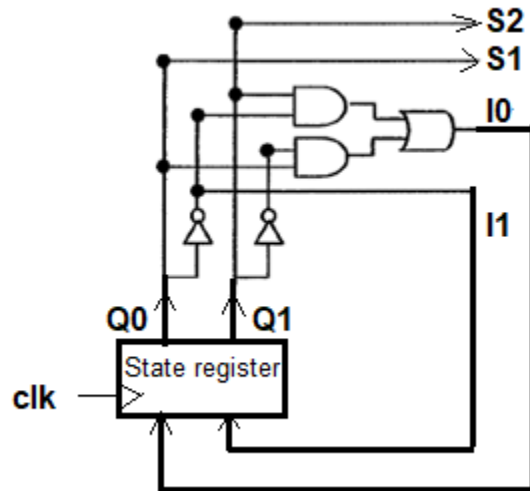 S2
S1
I0
I1
Q0
Q1
State register
clk